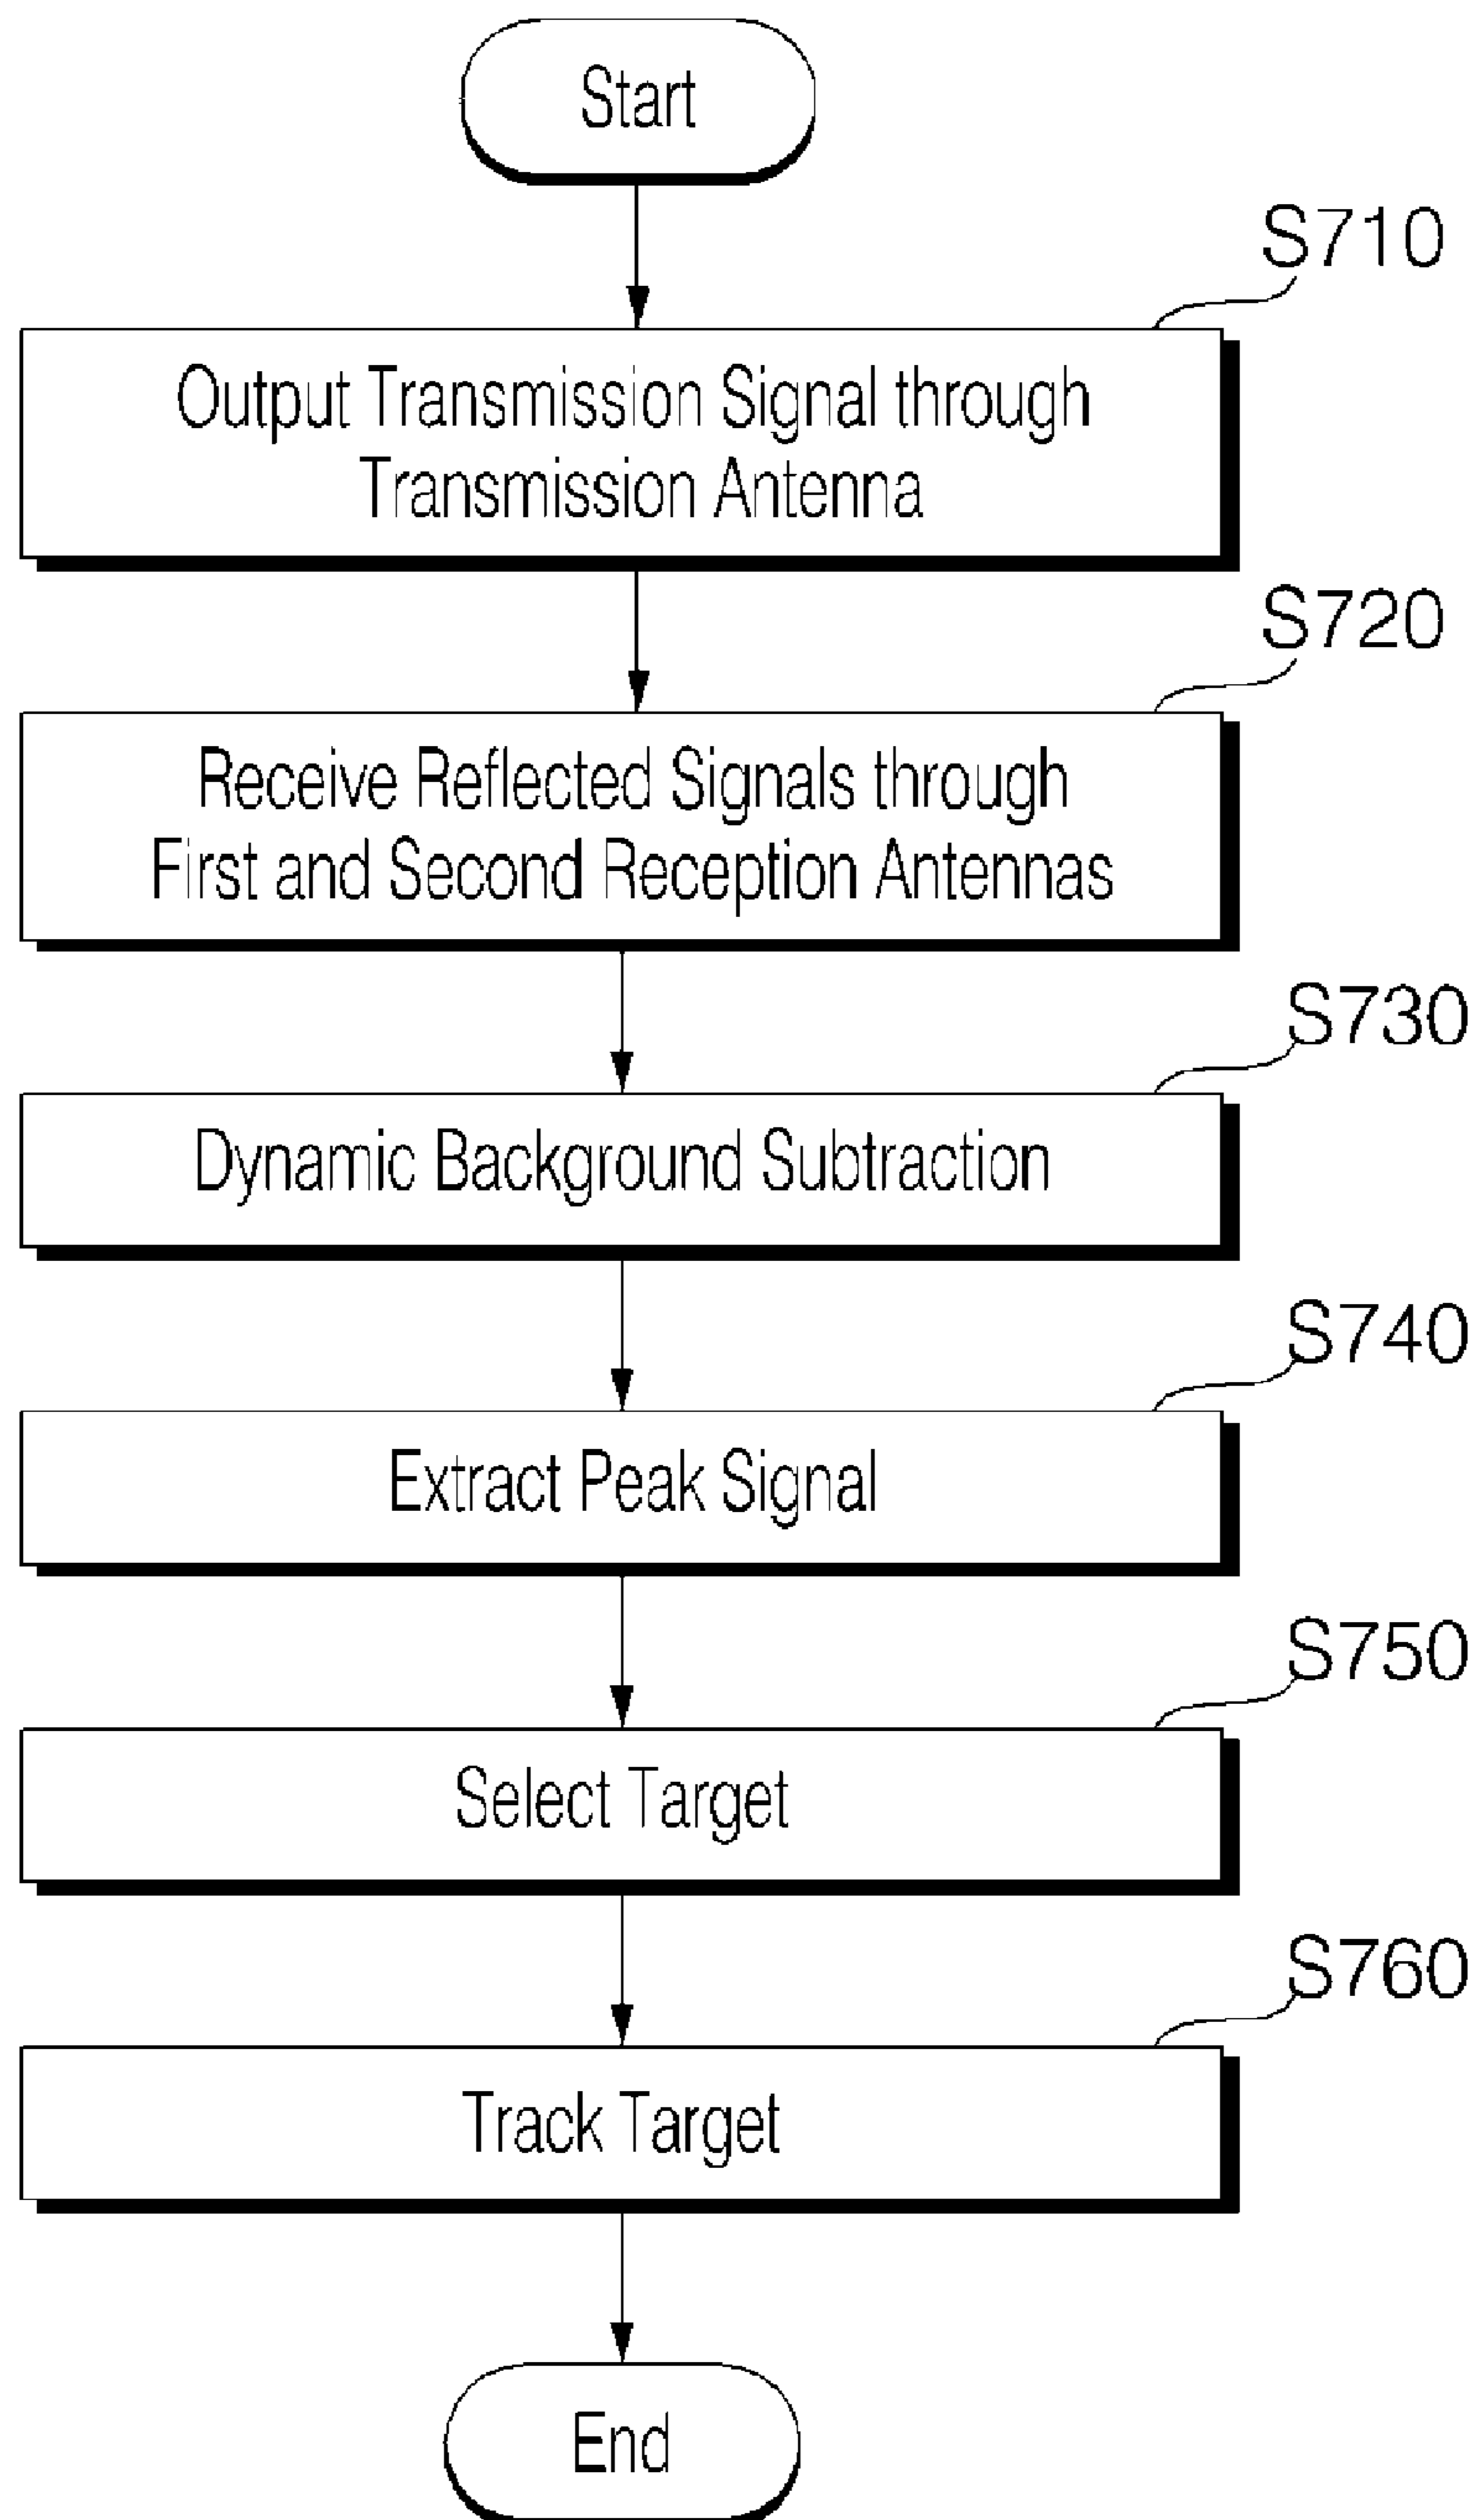 Start
S710
Output Transmission Signal through
Transmission Antenna
S720
Receive Reflected Signals through
First and Second Reception Antennas
S730
Dynamic Background Subtraction
S740
Extract Peak Signal
S750
Select Target
S760
Track Target
End